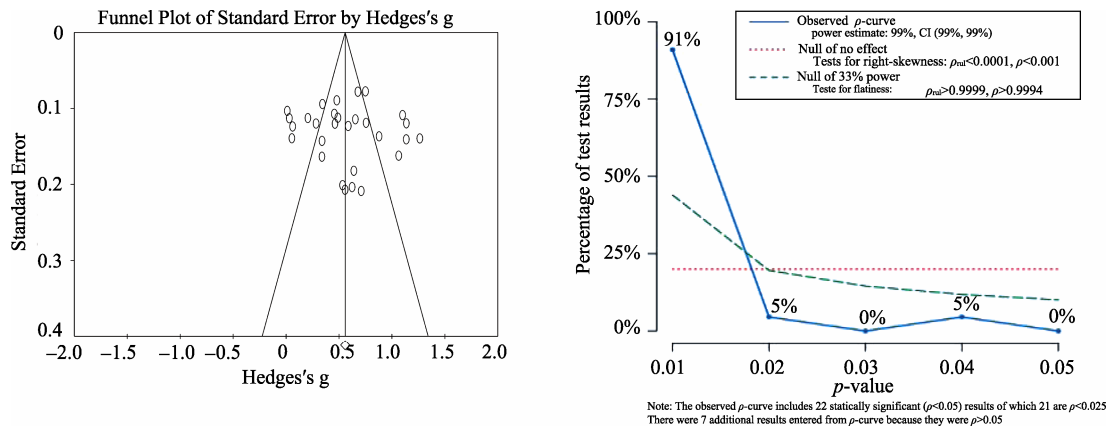 Funnel Plot of Standard Error by Hedges's g
0
0.1
0.2
0.3
0.4
Standard Error
−2.0 −1.5 −1.0 −0.5 0 0.5 1.0 1.5 2.0
Hedges's g
100%
75%
50%
25%
0%
Percentage of test results
Observed ρ-curve
power estimate: 99%, CI (99%, 99%)
Null of no effect
Tests for right-skewness: ρrul<0.0001, ρ<0.001
Null of 33% power
Teste for flatiness: ρrul>0.9999, ρ>0.9994
91%
5%
0%
5%
0%
0.01 0.02 0.03 0.04 0.05
p-value
Note: The observed ρ-curve includes 22 statically significant (ρ<0.05) results of which 21 are ρ<0.025
There were 7 additional results entered from ρ-curve because they were ρ>0.05